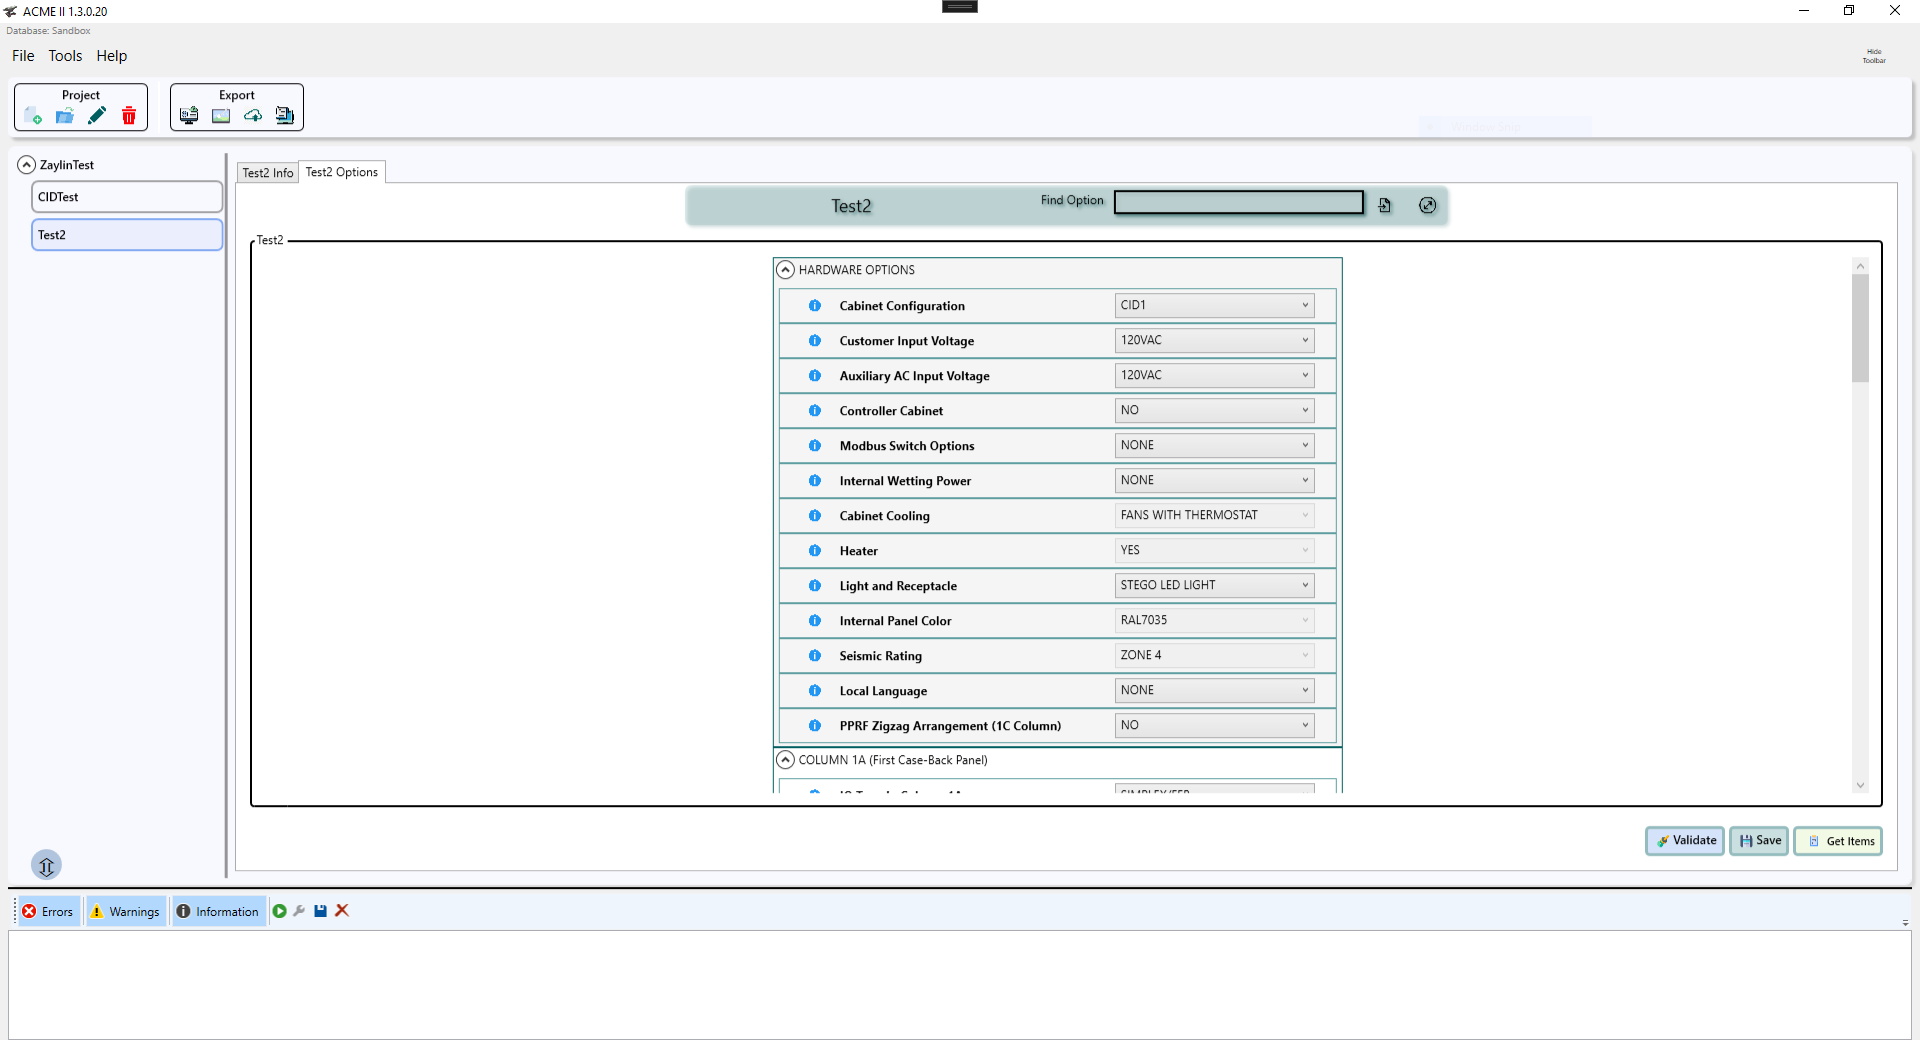 ACME II 1.3.0.20
Database: Sandbox
File Tools Help
Hide
Toolbar
Project
Export
ZaylinTest
CIDTest
Test2
Test2 Info
Test2 Options
Test2
Find Option
Test2
HARDWARE OPTIONS
Cabinet Configuration CID1
Customer Input Voltage 120VAC
Auxiliary AC Input Voltage 120VAC
Controller Cabinet NO
Modbus Switch Options NONE
Internal Wetting Power NONE
Cabinet Cooling FANS WITH THERMOSTAT
Heater YES
Light and Receptacle STEGO LED LIGHT
Internal Panel Color RAL7035
Seismic Rating ZONE 4
Local Language NONE
PPRF Zigzag Arrangement (1C Column) NO
COLUMN 1A (First Case-Back Panel)
Validate
Save
Get Items
Errors
Warnings
Information